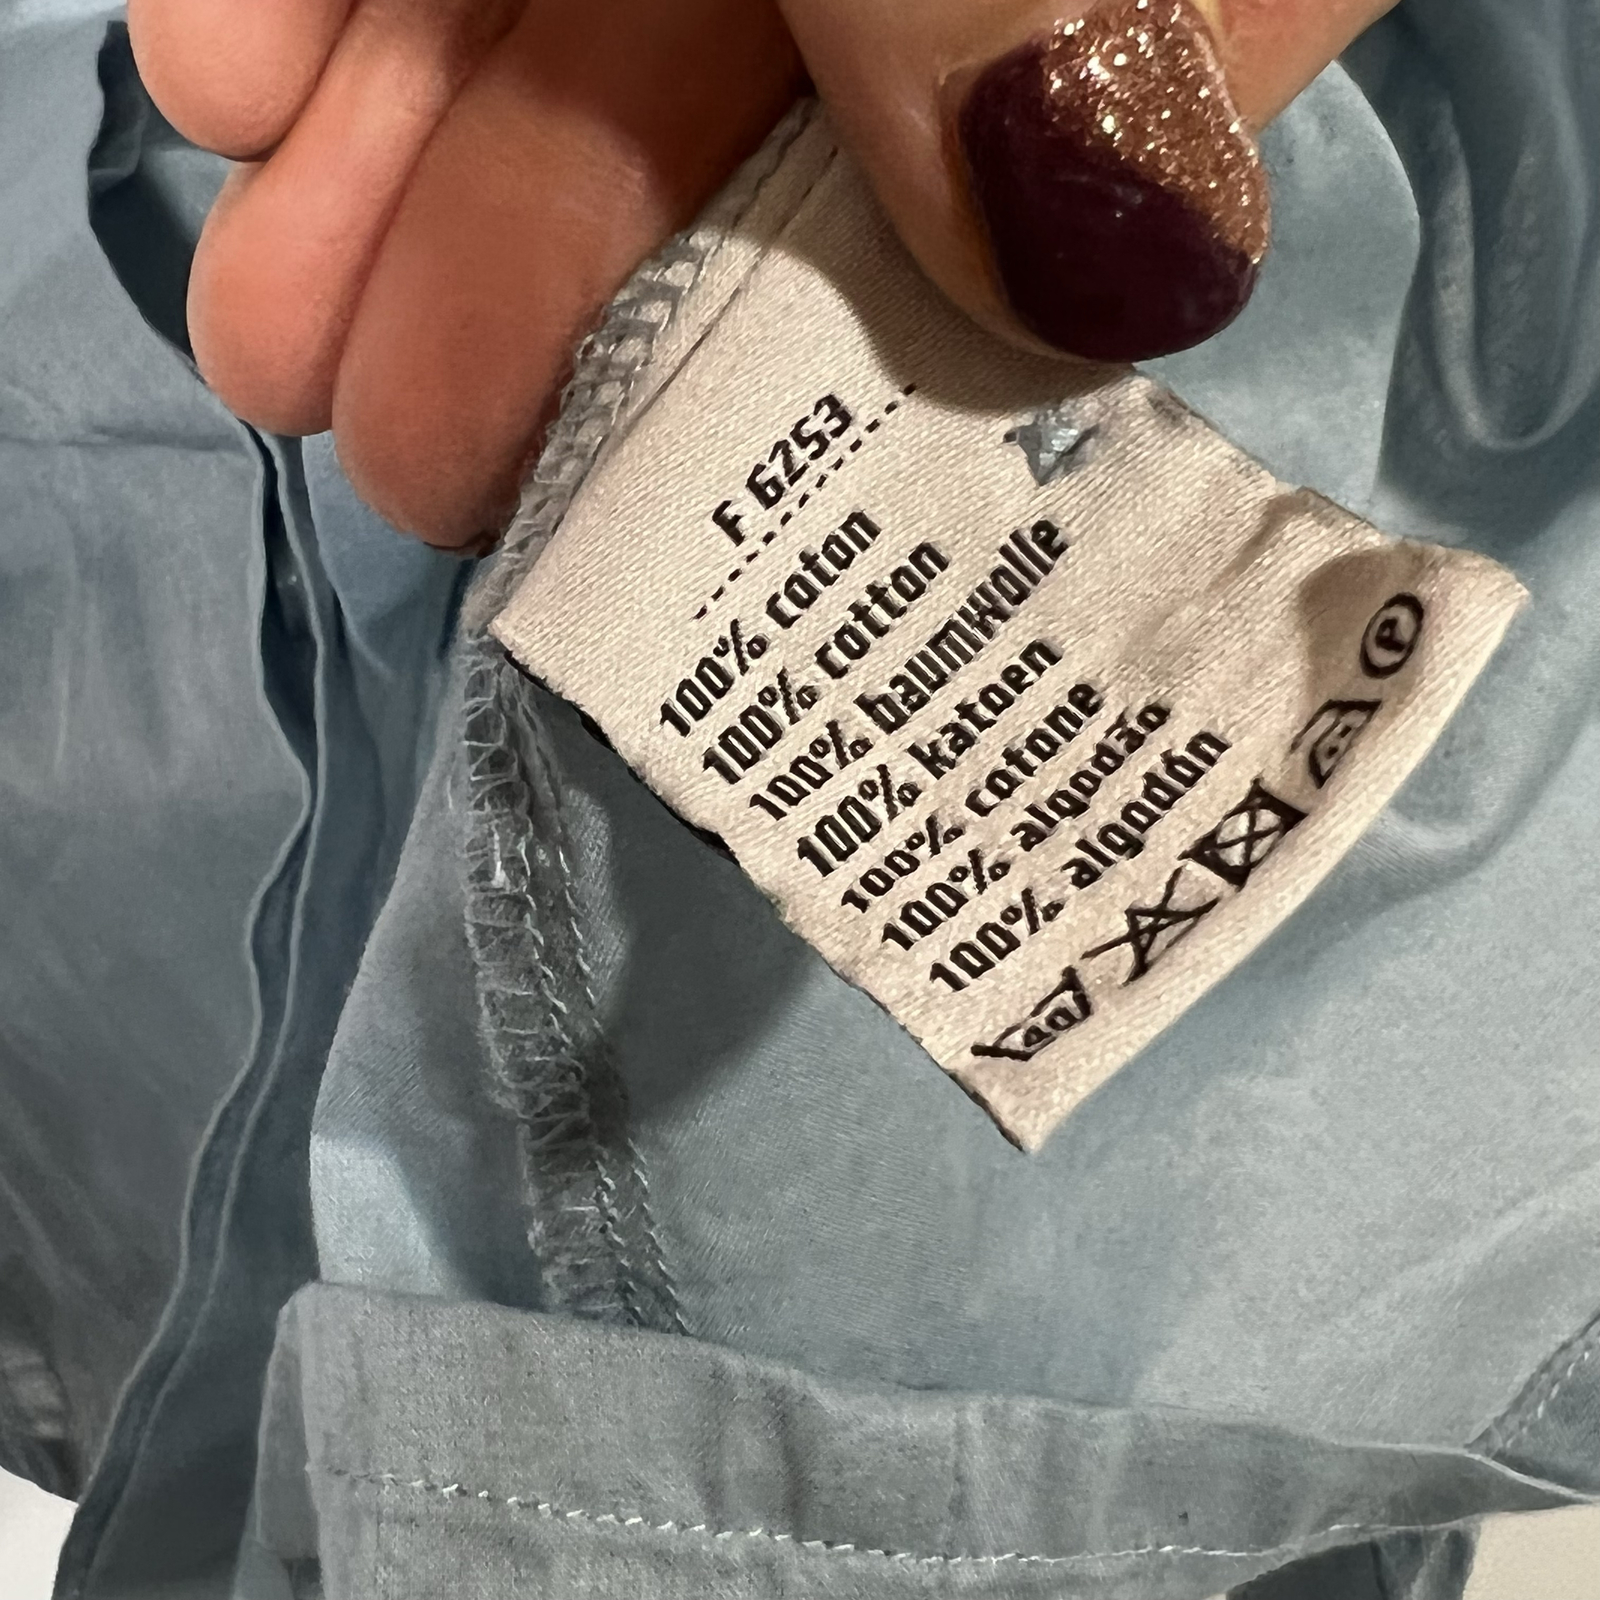 F 6253
100% coton
100% cotton
100% baumwolle
100% katoen
100% cotone
100% algodão
100% algodón
P